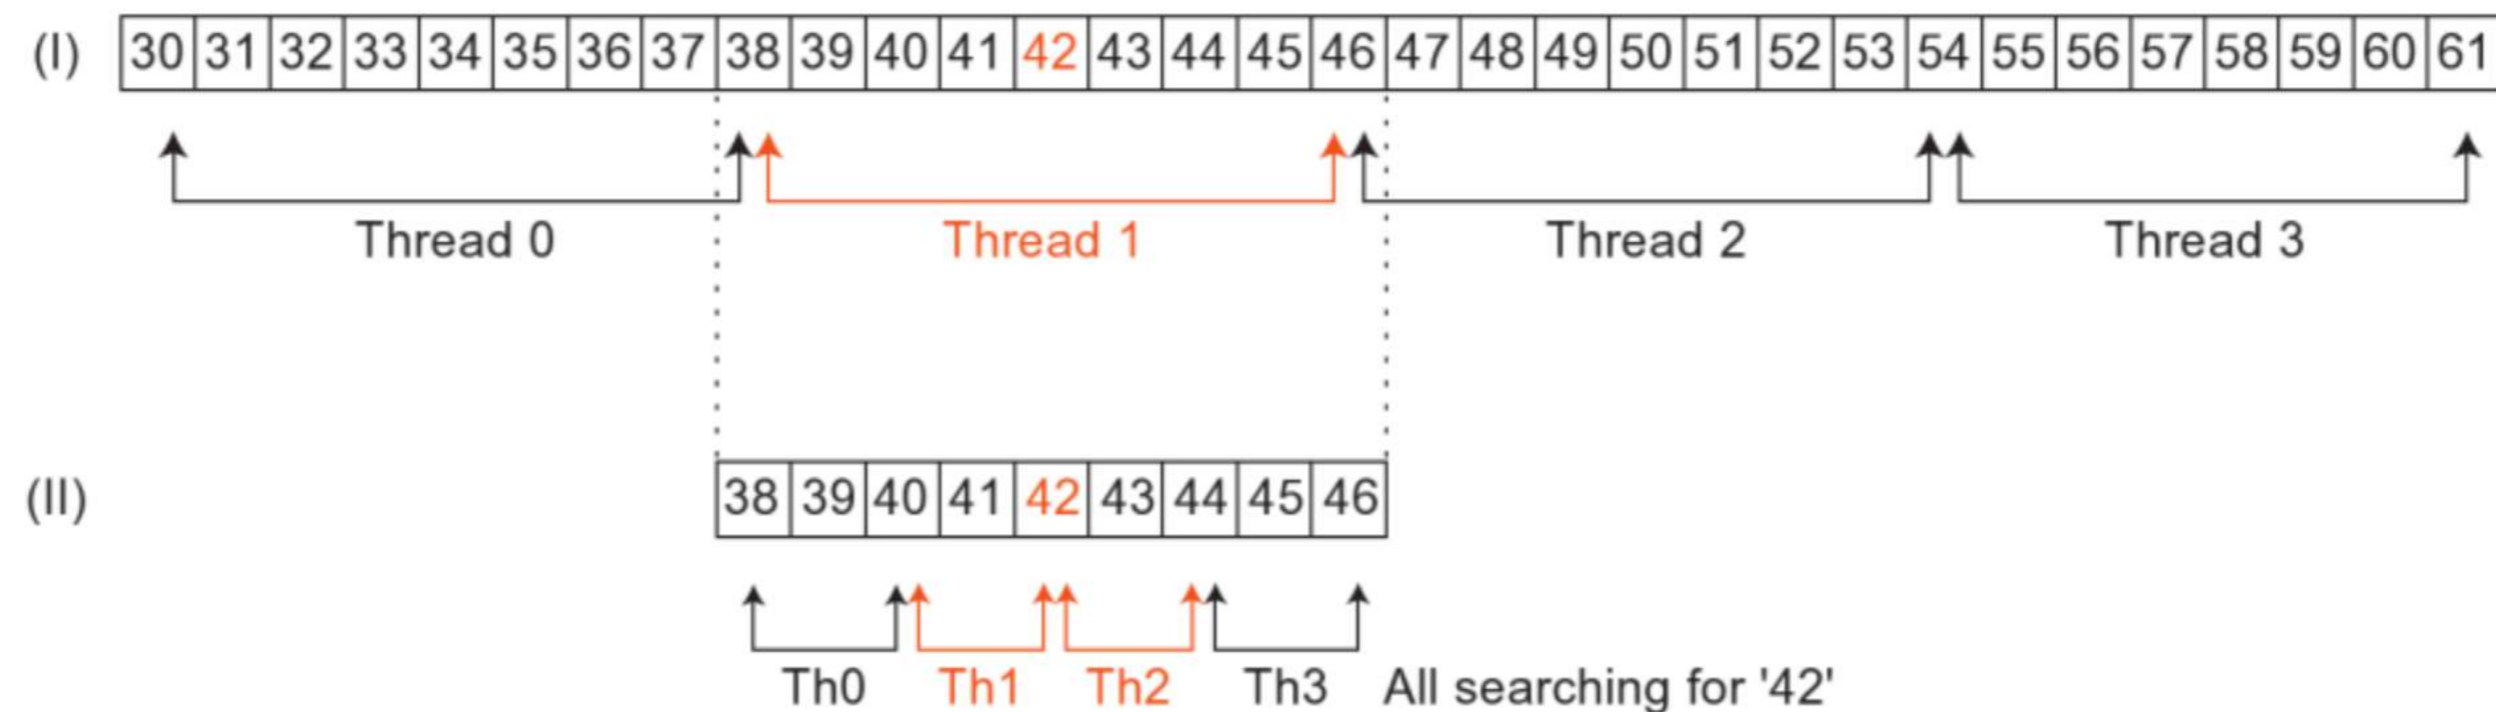 (I) 30 31 32 33 34 35 36 37 38 39 40 41 42 43 44 45 46 47 48 49 50 51 52 53 54 55 56 57 58 59 60 61
Thread 0 Thread 1 Thread 2 Thread 3
(II) 38 39 40 41 42 43 44 45 46
Th0 Th1 Th2 Th3 All searching for '42'